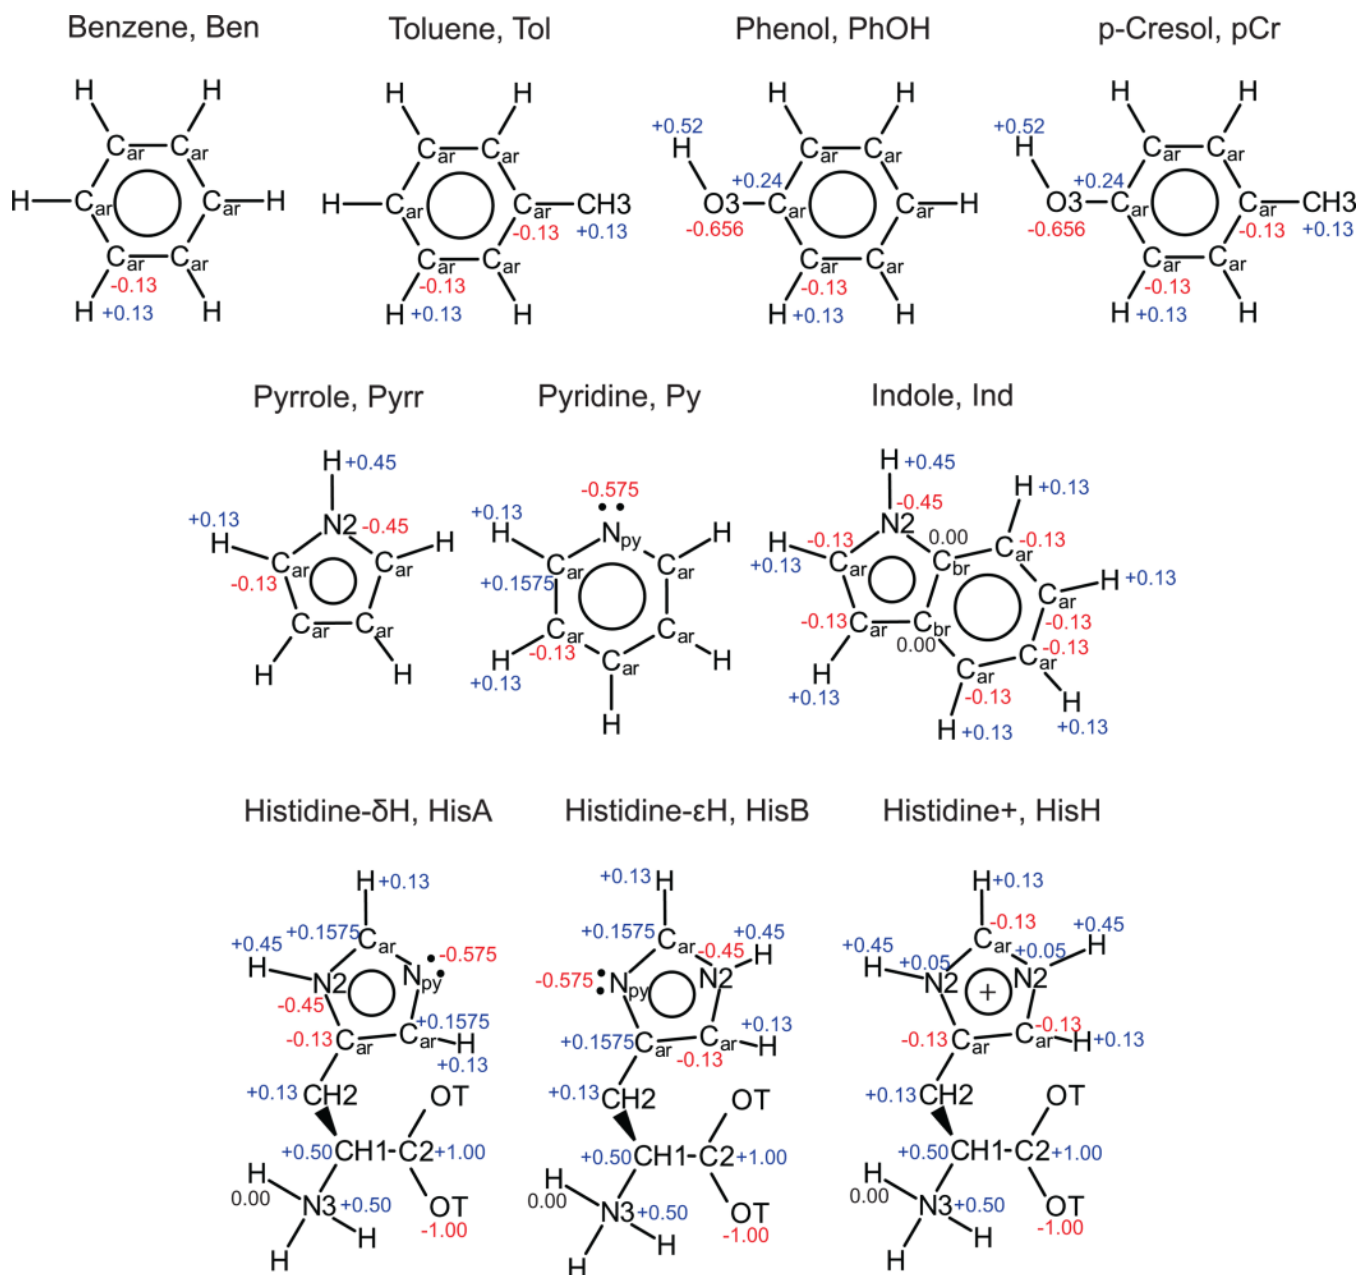 Benzene, Ben
Toluene, Tol
Phenol, PhOH
p-Cresol, pCr
H H
Car Car
H Car Car H
Car Car
-0.13
H +0.13 H
H H
Car Car
H Car Car CH3
-0.13 +0.13
Car Car
-0.13
H +0.13 H
H H
+0.52
H
Car Car
+0.24
O3 Car Car H
-0.656
Car Car
-0.13
H +0.13 H
H H
+0.52
H
Car Car
+0.24
O3 Car Car CH3
-0.656 -0.13 +0.13
Car Car
-0.13
H +0.13 H
Pyrrole, Pyrr
Pyridine, Py
Indole, Ind
H +0.45
+0.13
H N2 -0.45 H
Car Car
-0.13
Car Car
H H
-0.575
+0.13
H Npy H
Car Car
+0.1575
Car Car
H -0.13 Car H
+0.13
H
H +0.45
H +0.13
-0.45
N2
H -0.13 0.00 Car -0.13
+0.13 Car Cbr
Car H +0.13
-0.13
-0.13 Car Cbr
0.00
-0.13
Car Car
H -0.13
+0.13
H +0.13 H
+0.13
Histidine-δH, HisA
Histidine-εH, HisB
Histidine+, HisH
H +0.13
+0.45 +0.1575 Car
H -0.575
N2 Npy
-0.45
+0.1575
-0.13 Car Car H
+0.13
+0.13 CH2 OT
+0.50 CH1-C2 +1.00
H
0.00 N3 +0.50 OT
H -1.00
H
+0.13 H
+0.1575 Car +0.45
-0.45 H
-0.575 Npy N2
+0.13
+0.1575 Car Car H
-0.13
+0.13 CH2 OT
+0.50 CH1-C2 +1.00
H
0.00 N3 +0.50 OT
H -1.00
H
H +0.13
-0.13
+0.45 Car +0.45
H +0.05 +0.05 H
N2 N2
+
-0.13 Car Car -0.13
H +0.13
+0.13 CH2 OT
+0.50 CH1-C2 +1.00
H
0.00 N3 +0.50 OT
H -1.00
H